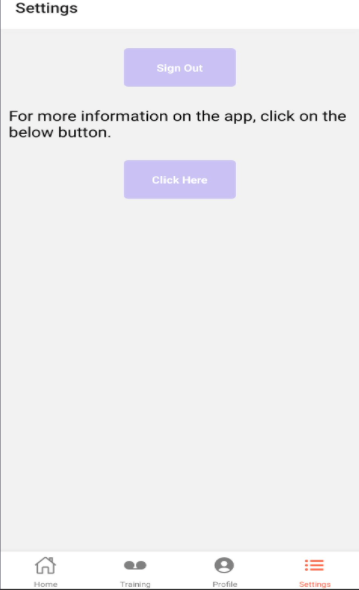 Settings
Sign Out
For more information on the app, click on the
below button.
Click Here
Home
Training
Profile
Settings